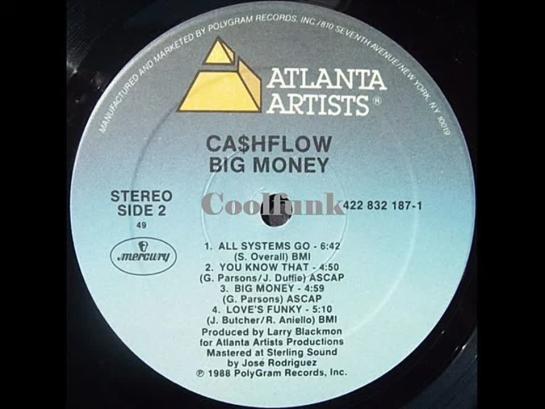 MANUFACTURED AND MARKETED BY POLYGRAM RECORDS, INC./810 SEVENTH AVENUE/NEW YORK, N.Y. 10019
ATLANTA
ARTISTS®
CA$HFLOW
BIG MONEY
STEREO
SIDE 2
49
Coolfunk
422 832 187-1
mercury
1. ALL SYSTEMS GO - 6:42
(S. Overall) BMI
2. YOU KNOW THAT - 4:50
(G. Parsons/J. Duffie) ASCAP
3. BIG MONEY - 4:59
(G. Parsons) ASCAP
4. LOVE'S FUNKY - 5:10
(J. Butcher/R. Aniello) BMI
Produced by Larry Blackmon
for Atlanta Artists Productions
Mastered at Sterling Sound
by José Rodriguez
℗ 1988 PolyGram Records, Inc.